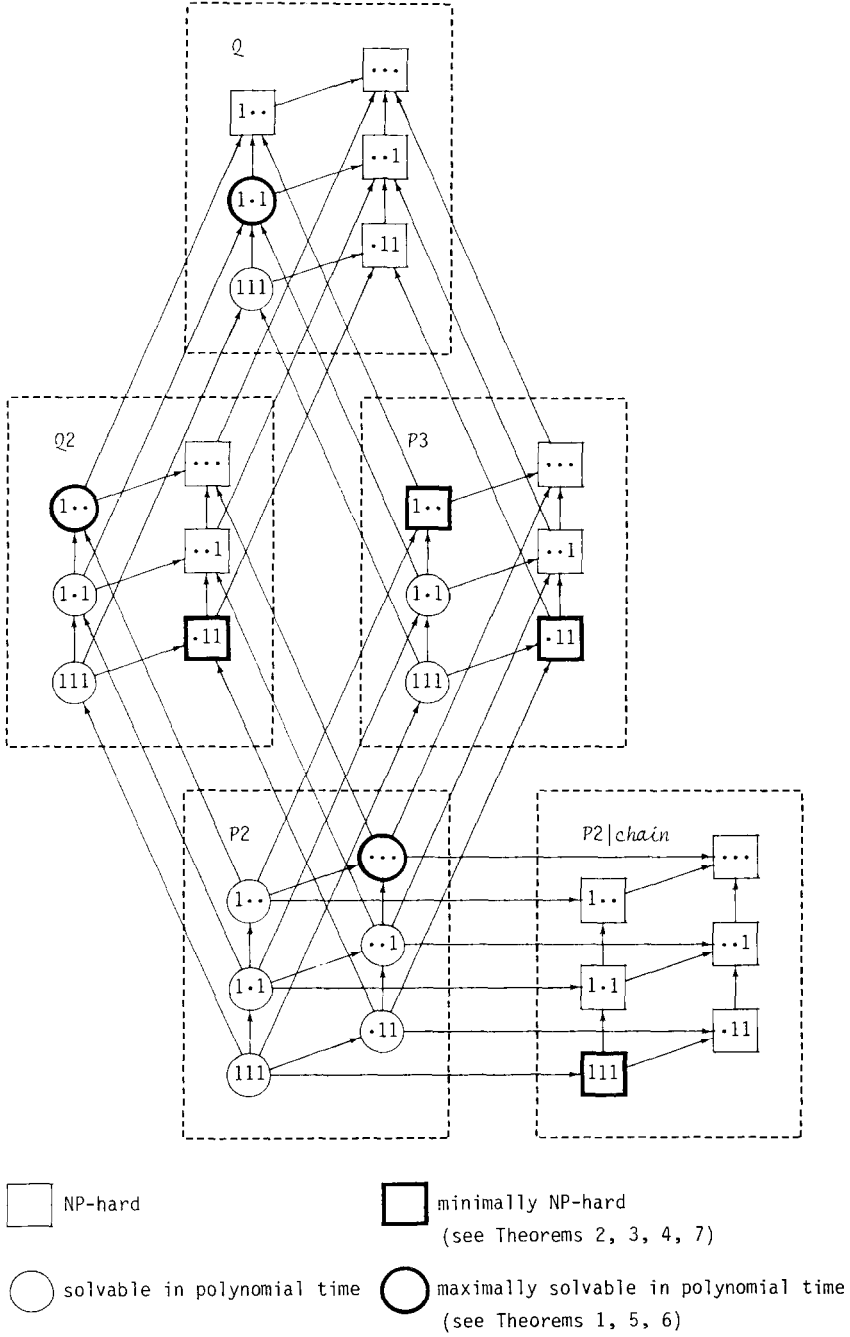 Q
···
1··
··1
1·1
·11
111
Q2
···
1··
··1
1·1
·11
111
P3
···
1··
··1
1·1
·11
111
P2
···
1··
··1
1·1
·11
111
P2|chain
···
1··
··1
1·1
·11
111
NP-hard
minimally NP-hard
(see Theorems 2, 3, 4, 7)
solvable in polynomial time
maximally solvable in polynomial time
(see Theorems 1, 5, 6)